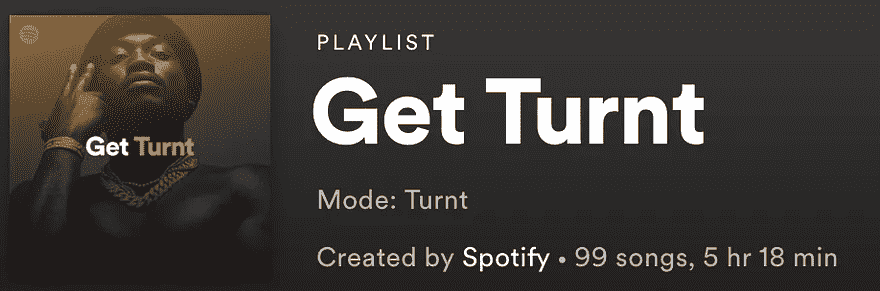 Get Turnt
PLAYLIST
Get Turnt
Mode: Turnt
Created by Spotify • 99 songs, 5 hr 18 min